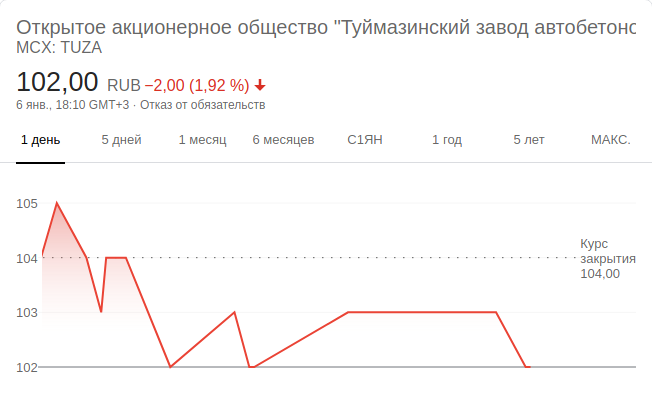 Открытое акционерное общество "Туймазинский завод
MCX: TUZA
102,00 RUB −2,00 (1,92 %)
6 янв., 18:10 GMT+3 · Отказ от обязательств
1 день 5 дней 1 месяц 6 месяцев С1ЯН 1 год 5 лет МАКС.
105
104
Курс
закрытия
104,00
103
102